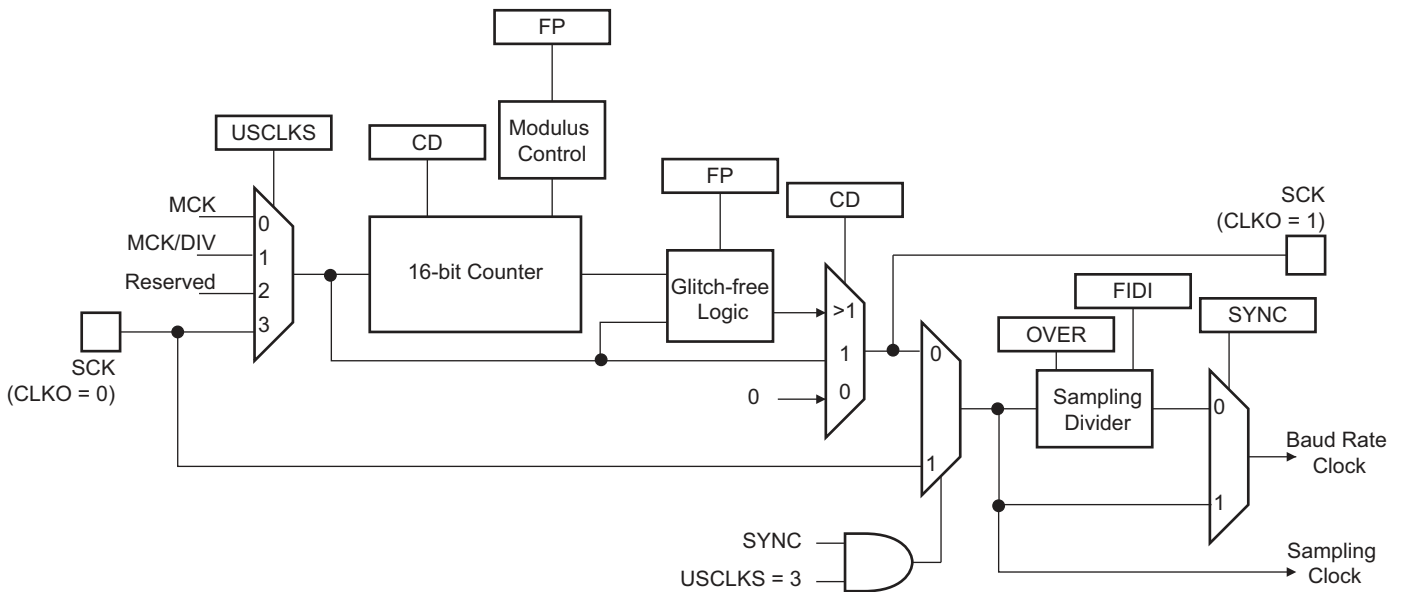 FP
USCLKS
CD
Modulus
Control
FP
CD
SCK
(CLKO = 1)
MCK
0
MCK/DIV
1
16-bit Counter
Reserved
2
Glitch-free
Logic
>1
FIDI
3
SYNC
OVER
SCK
(CLKO = 0)
1
0
0
0
Sampling
Divider
0
Baud Rate
Clock
1
1
SYNC
USCLKS = 3
Sampling
Clock